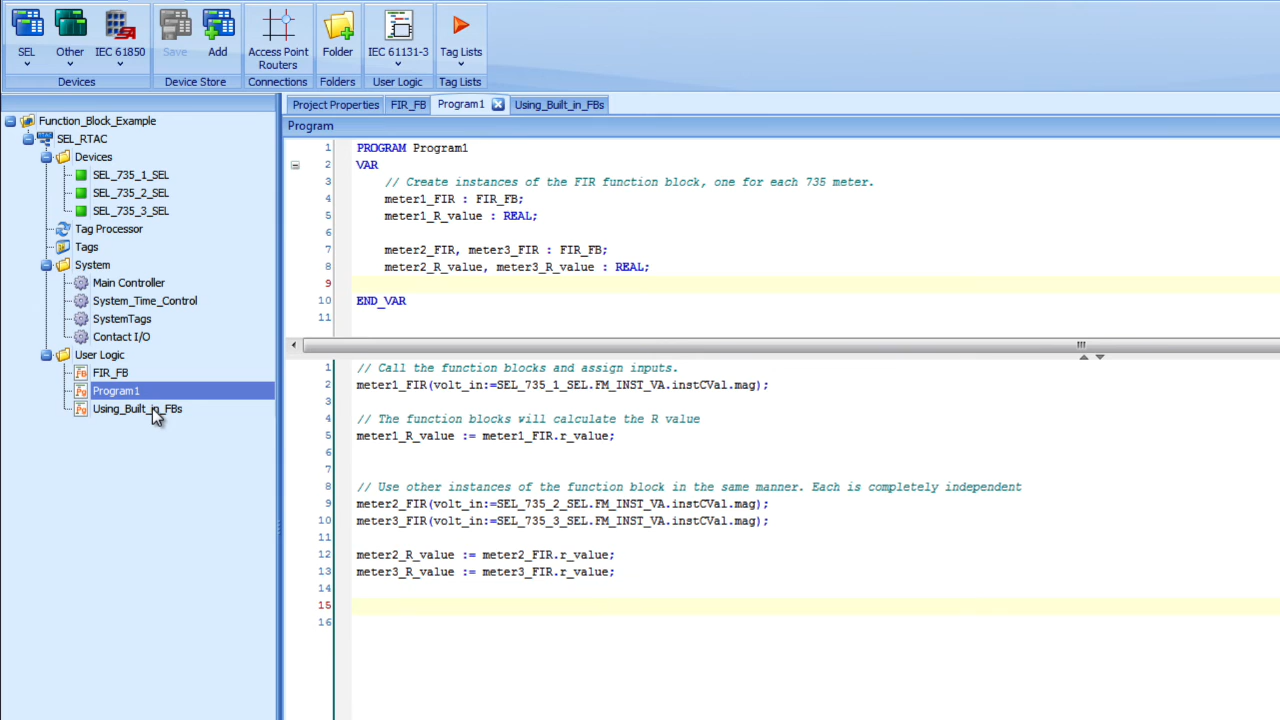 SEL
Other
IEC 61850
Save
Add
Access Point
Routers
Folder
IEC 61131-3
Tag Lists
Devices
Device Store
Connections
Folders
User Logic
Tag Lists
Function_Block_Example
SEL_RTAC
Devices
SEL_735_1_SEL
SEL_735_2_SEL
SEL_735_3_SEL
Tag Processor
Tags
System
Main Controller
System_Time_Control
SystemTags
Contact I/O
User Logic
FIR_FB
Program1
Using_Built_in_FBs
Project Properties
FIR_FB
Program1
Using_Built_in_FBs
Program
1 PROGRAM Program1
2 VAR
3 // Create instances of the FIR function block, one for each 735 meter.
4 meter1_FIR : FIR_FB;
5 meter1_R_value : REAL;
6
7 meter2_FIR, meter3_FIR : FIR_FB;
8 meter2_R_value, meter3_R_value : REAL;
9
10 END_VAR
11
1 // Call the function blocks and assign inputs.
2 meter1_FIR(volt_in:=SEL_735_1_SEL.FM_INST_VA.instCVal.mag);
3
4 // The function blocks will calculate the R value
5 meter1_R_value := meter1_FIR.r_value;
6
7
8 // Use other instances of the function block in the same manner. Each is completely independent
9 meter2_FIR(volt_in:=SEL_735_2_SEL.FM_INST_VA.instCVal.mag);
10 meter3_FIR(volt_in:=SEL_735_3_SEL.FM_INST_VA.instCVal.mag);
11
12 meter2_R_value := meter2_FIR.r_value;
13 meter3_R_value := meter3_FIR.r_value;
14
15
16